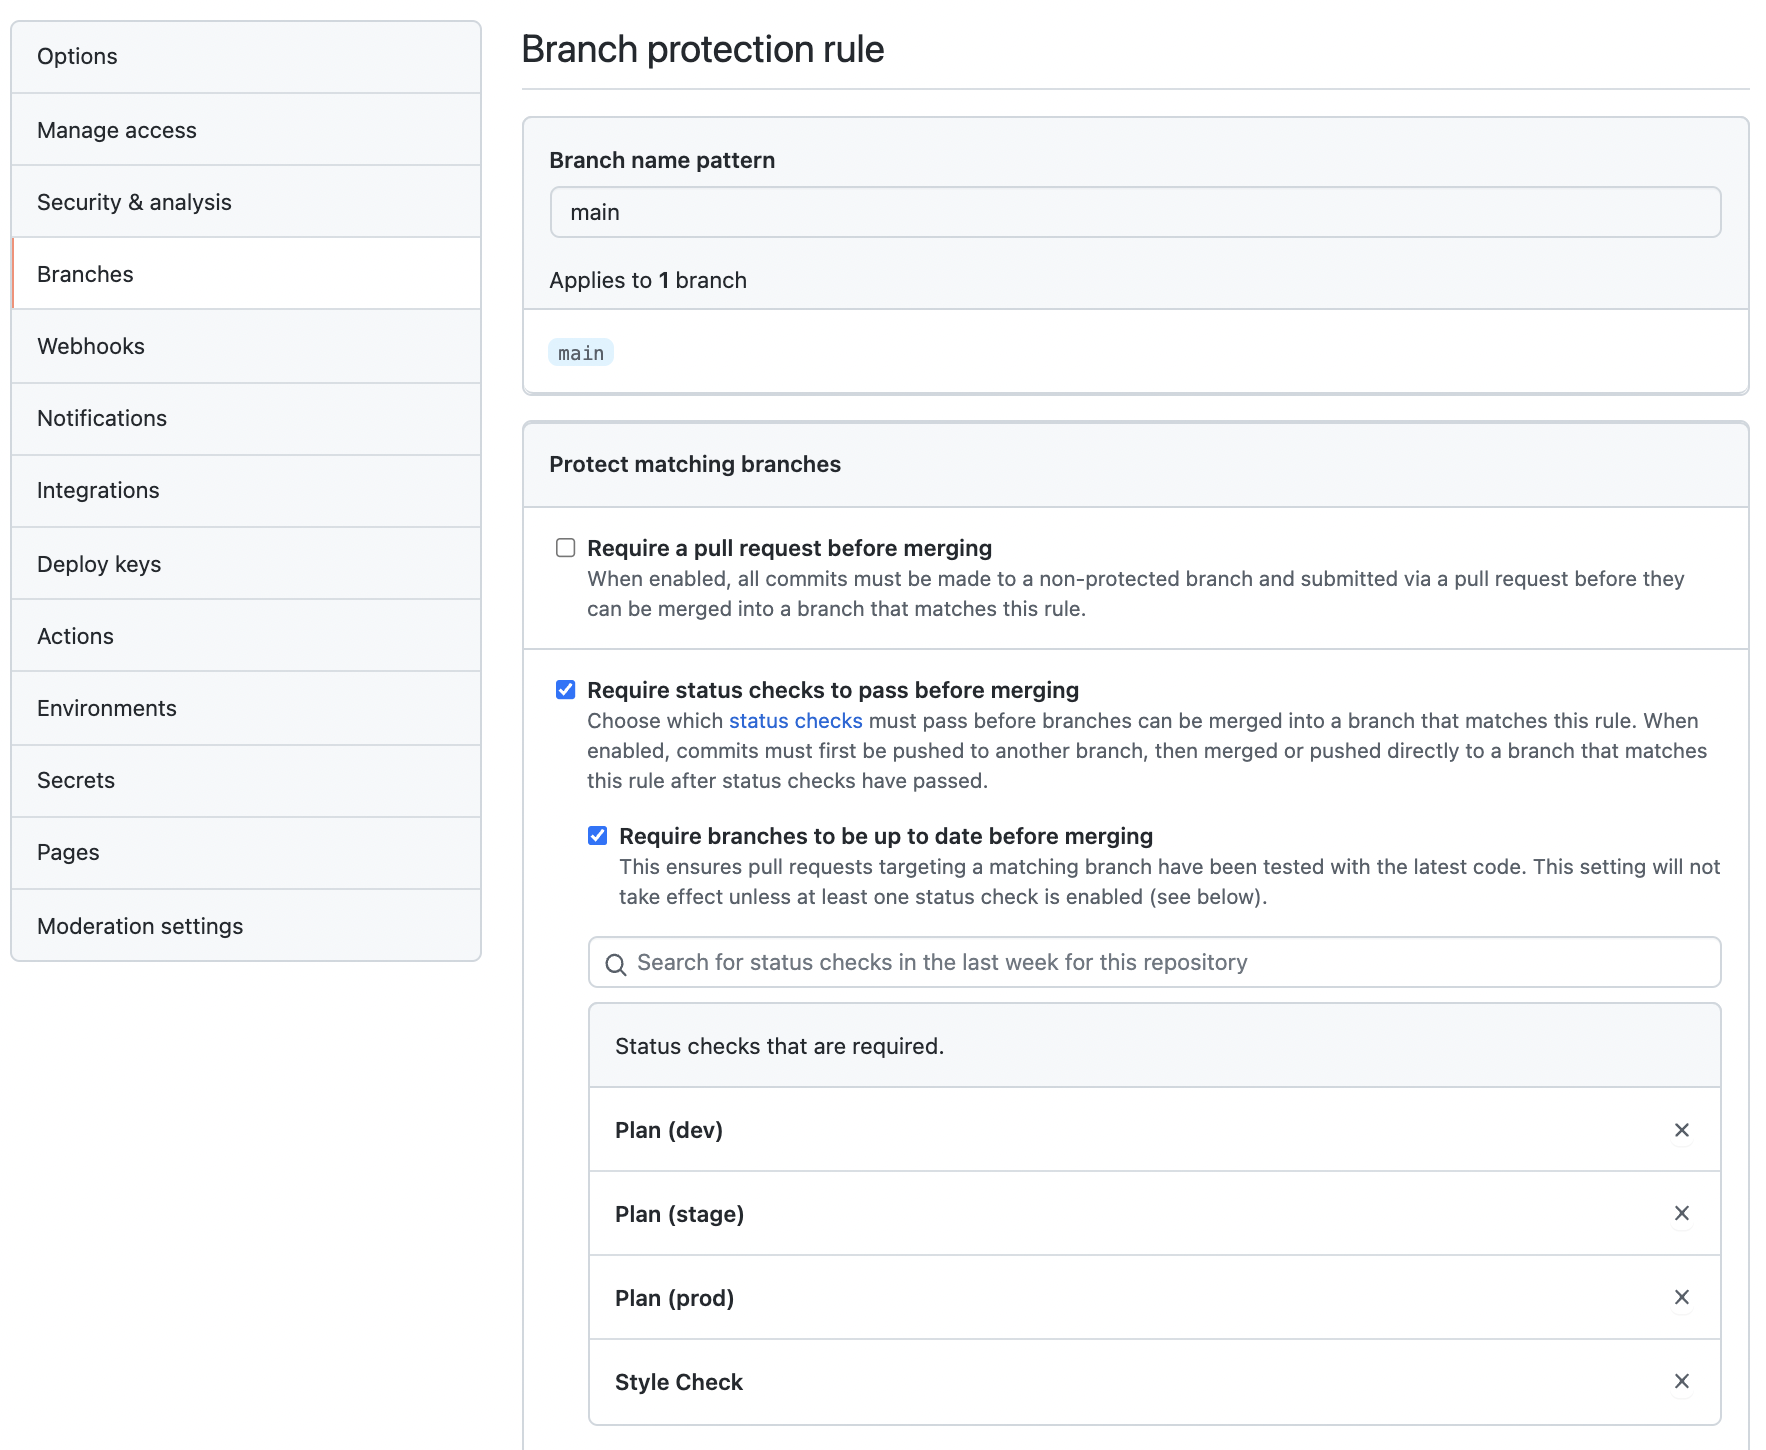 Options
Manage access
Security & analysis
Branches
Webhooks
Notifications
Integrations
Deploy keys
Actions
Environments
Secrets
Pages
Moderation settings
Branch protection rule
Branch name pattern
main
Applies to 1 branch
main
Protect matching branches
Require a pull request before merging
When enabled, all commits must be made to a non-protected branch and submitted via a pull request before they
can be merged into a branch that matches this rule.
Require status checks to pass before merging
Choose which status checks must pass before branches can be merged into a branch that matches this rule. When
enabled, commits must first be pushed to another branch, then merged or pushed directly to a branch that matches
this rule after status checks have passed.
Require branches to be up to date before merging
This ensures pull requests targeting a matching branch have been tested with the latest code. This setting will not
take effect unless at least one status check is enabled (see below).
Search for status checks in the last week for this repository
Status checks that are required.
Plan (dev)
Plan (stage)
Plan (prod)
Style Check